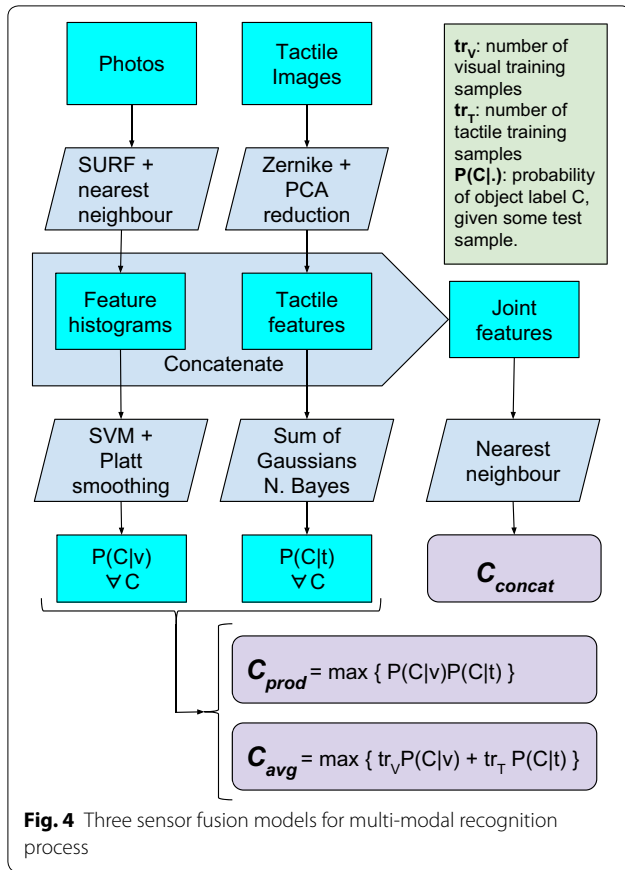 Photos
Tactile
Images
tr_V: number of
visual training
samples
tr_T: number of
tactile training
samples
P(C|.): probability
of object label C,
given some test
sample.
SURF +
nearest
neighbour
Zernike +
PCA
reduction
Feature
histograms
Tactile
features
Joint
features
Concatenate
SVM +
Platt
smoothing
Sum of
Gaussians
N. Bayes
Nearest
neighbour
P(C|v)
∀ C
P(C|t)
∀ C
C_concat
C_prod = max { P(C|v)P(C|t) }
C_avg = max { tr_V P(C|v) + tr_T P(C|t) }
Fig. 4 Three sensor fusion models for multi-modal recognition
process